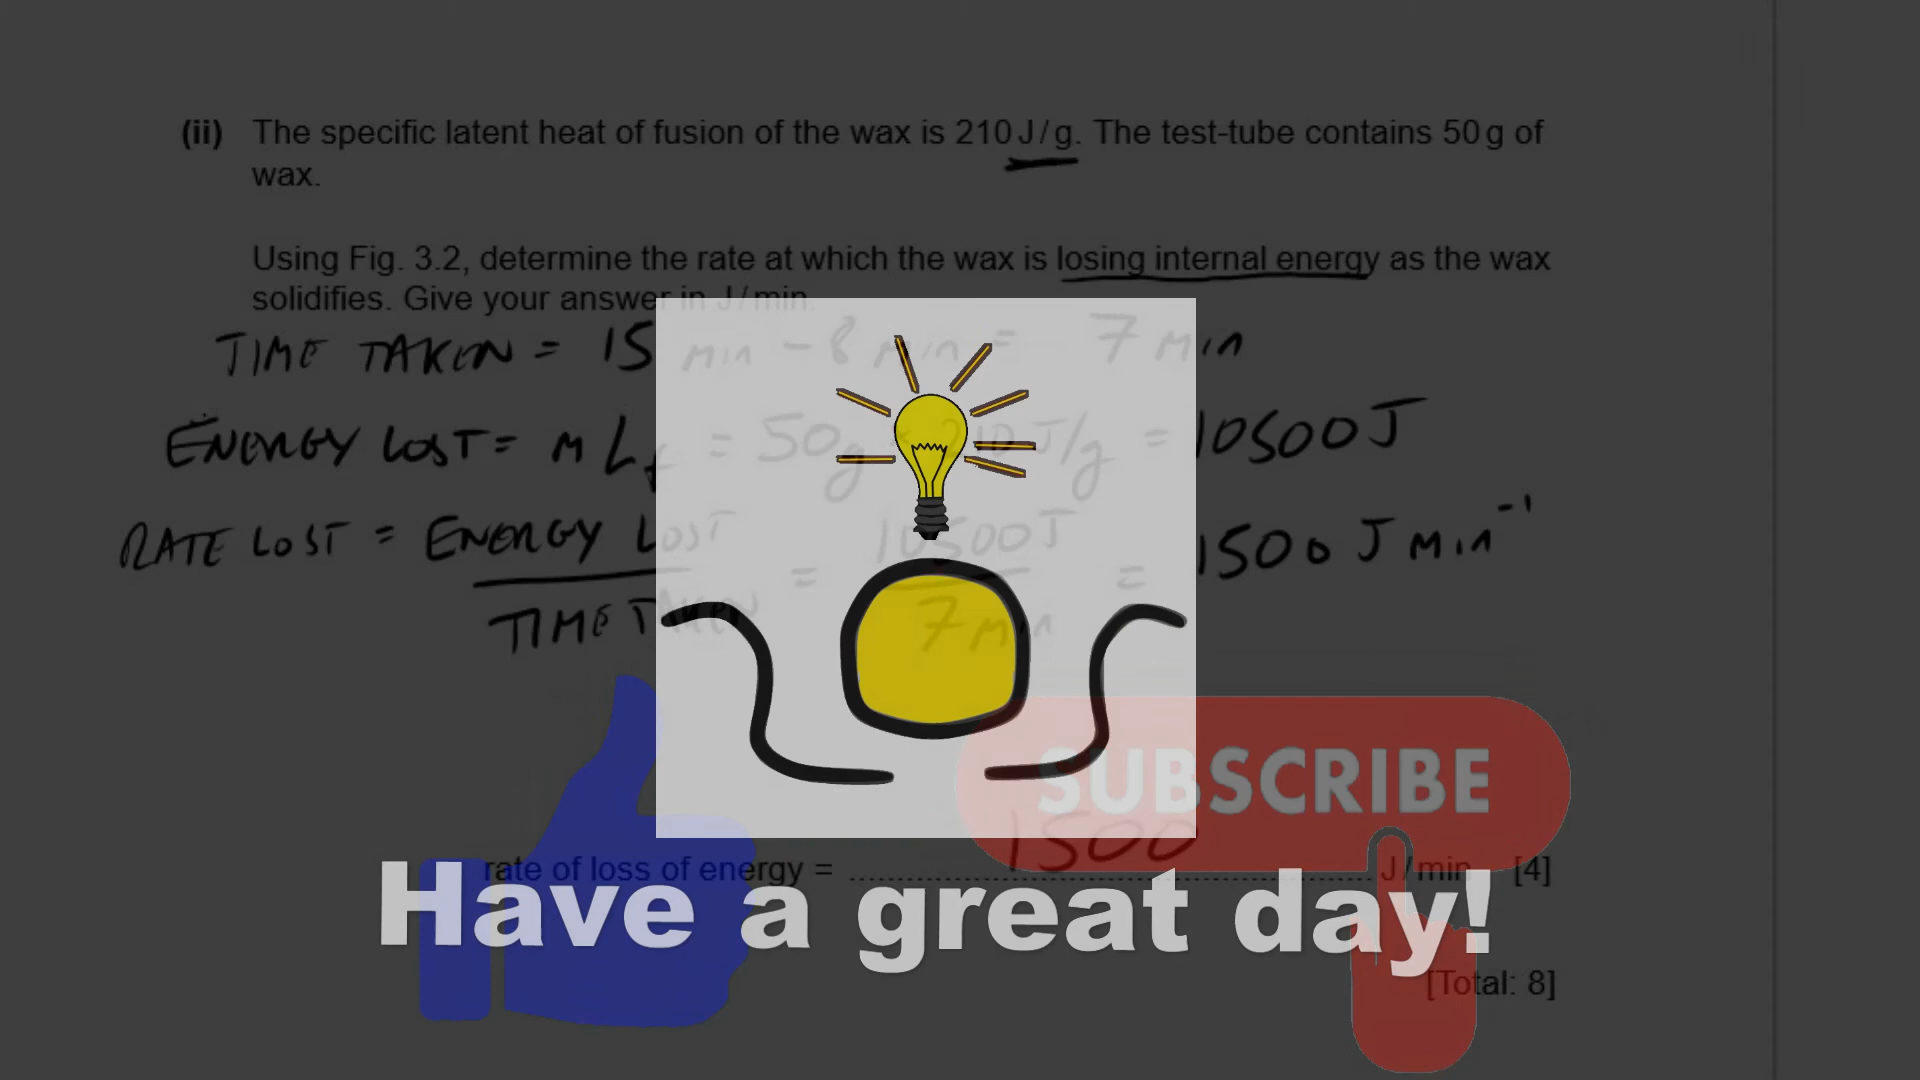 (ii) The specific latent heat of fusion of the wax is 210 J/g. The test-tube contains 50 g of
wax.
Using Fig. 3.2, determine the rate at which the wax is losing internal energy as the wax
solidifies. Give your answer in J/min.
TIME TAKEN = 15 min - 8 min = 7 min
ENERGY LOST = m Lf = 50g × 210 J/g = 10500 J
RATE LOST = ENERGY LOST = 10500 J = 1500 J min⁻¹
TIME TAKEN 7 min
SUBSCRIBE
1500
rate of loss of energy = .......... J/min [4]
Have a great day!
[Total: 8]